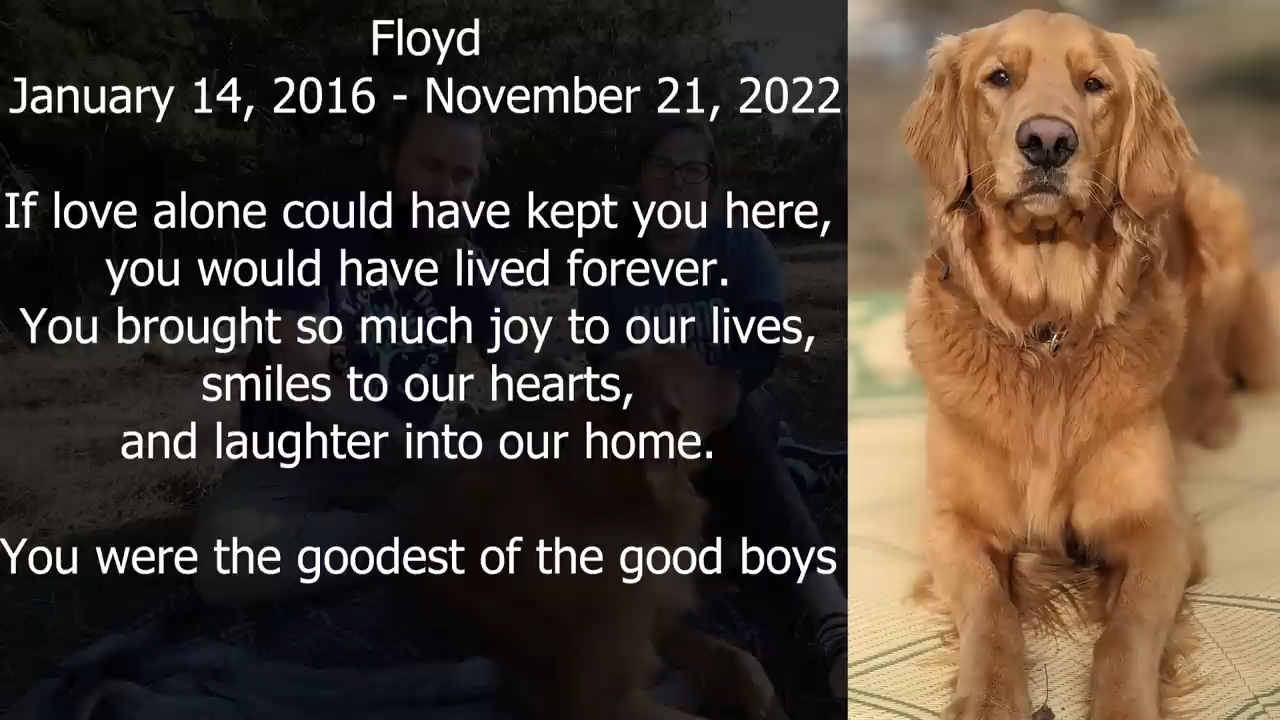 Floyd
January 14, 2016 - November 21, 2022
If love alone could have kept you here,
you would have lived forever.
You brought so much joy to our lives,
smiles to our hearts,
and laughter into our home.
You were the goodest of the good boys